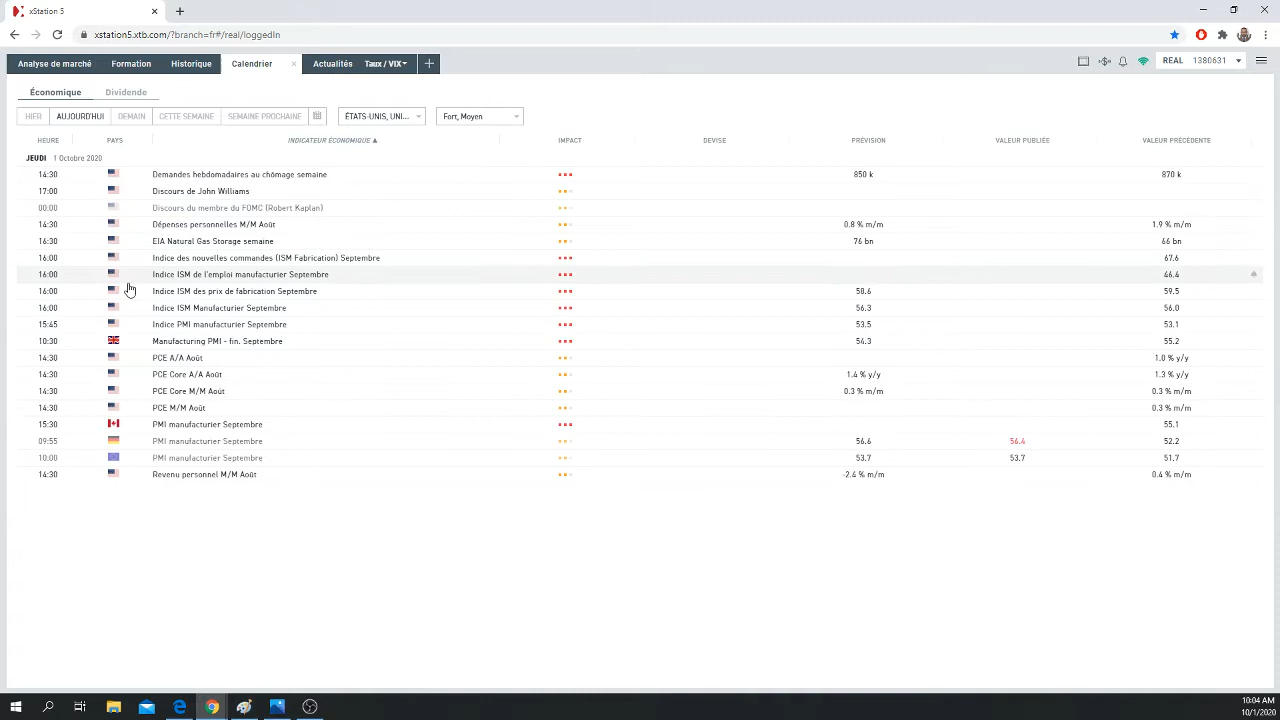 xStation 5
xstation5.xtb.com/?branch=fr#/real/loggedIn
Analyse de marché Formation Historique Calendrier Actualités Taux / VIX REAL 1380631
Économique Dividende
HIER AUJOURD'HUI DEMAIN CETTE SEMAINE SEMAINE PROCHAINE ÉTATS-UNIS, UNI... Fort, Moyen
HEURE PAYS INDICATEUR ÉCONOMIQUE ▲ IMPACT DEVISE PRÉVISION VALEUR PUBLIÉE VALEUR PRÉCÉDENTE
JEUDI 1 Octobre 2020
14:30 Demandes hebdomadaires au chômage semaine 850 k 870 k
17:00 Discours de John Williams
00:00 Discours du membre du FOMC (Robert Kaplan)
14:30 Dépenses personnelles M/M Août 0.8 % m/m 1.9 % m/m
16:30 EIA Natural Gas Storage semaine 76 bn 66 bn
16:00 Indice des nouvelles commandes (ISM Fabrication) Septembre 67.6
16:00 Indice ISM de l'emploi manufacturier Septembre 46.4
16:00 Indice ISM des prix de fabrication Septembre 58.6 59.5
16:00 Indice ISM Manufacturier Septembre 56.3 56.0
15:45 Indice PMI manufacturier Septembre 53.5 53.1
10:30 Manufacturing PMI - fin. Septembre 54.3 55.2
14:30 PCE A/A Août 1.0 % y/y
14:30 PCE Core A/A Août 1.4 % y/y 1.3 % y/y
14:30 PCE Core M/M Août 0.3 % m/m 0.3 % m/m
14:30 PCE M/M Août 0.3 % m/m
15:30 PMI manufacturier Septembre 55.1
09:55 PMI manufacturier Septembre 56.6 56.4 52.2
10:00 PMI manufacturier Septembre 53.7 53.7 51.7
14:30 Revenu personnel M/M Août -2.4 % m/m 0.4 % m/m
10:04 AM
10/1/2020